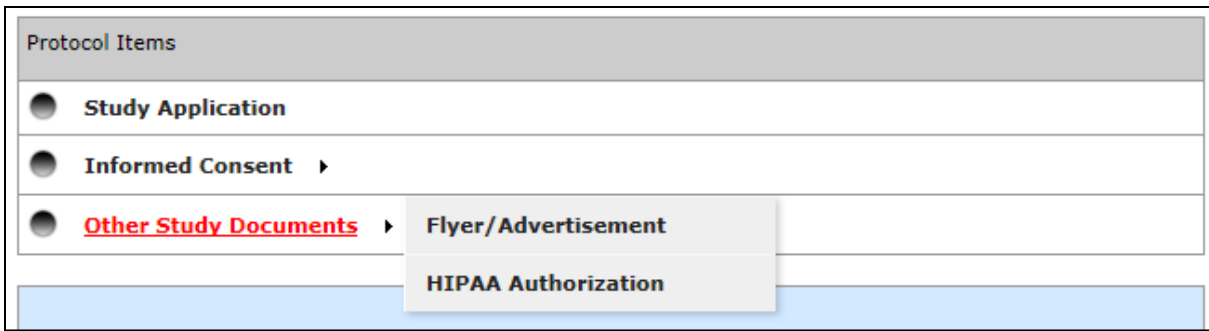 Protocol Items
Study Application
Informed Consent
Other Study Documents
Flyer/Advertisement
HIPAA Authorization